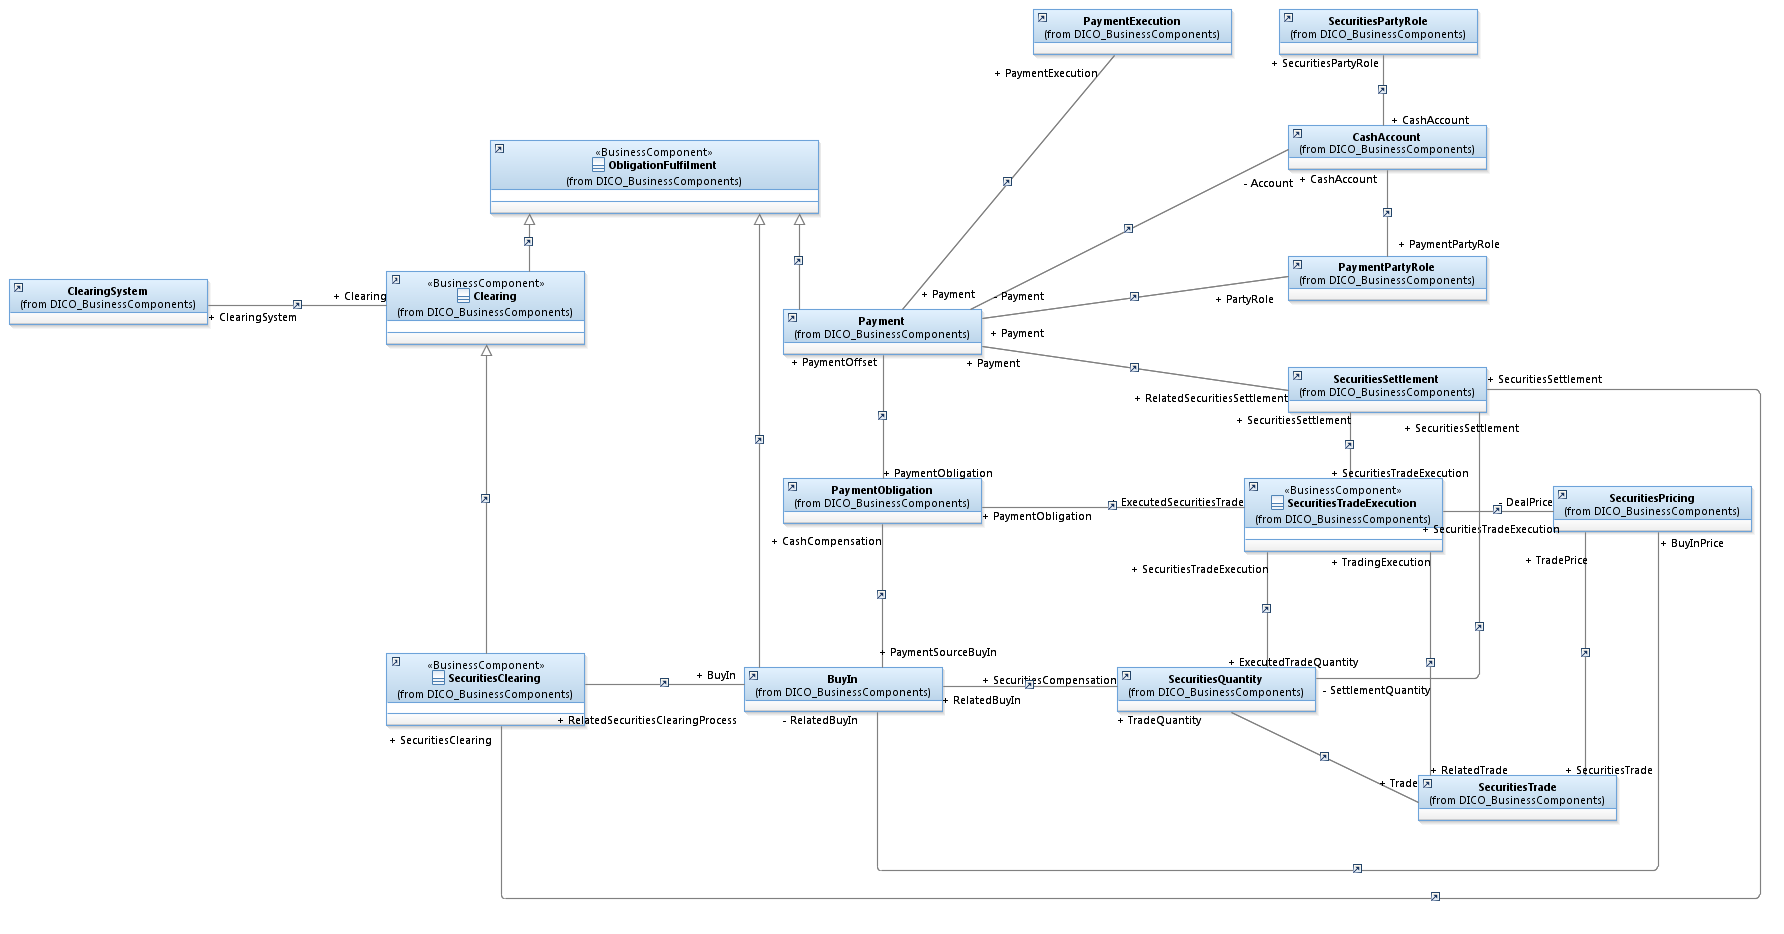 PaymentExecution
(from DICO_BusinessComponents)
SecuritiesPartyRole
(from DICO_BusinessComponents)
+ PaymentExecution
+ SecuritiesPartyRole
+ CashAccount
CashAccount
(from DICO_BusinessComponents)
«BusinessComponent»
ObligationFulfilment
(from DICO_BusinessComponents)
- Account
+ CashAccount
+ PaymentPartyRole
PaymentPartyRole
(from DICO_BusinessComponents)
ClearingSystem
(from DICO_BusinessComponents)
+ Clearing
+ ClearingSystem
«BusinessComponent»
Clearing
(from DICO_BusinessComponents)
+ Payment
- Payment
+ PartyRole
Payment
(from DICO_BusinessComponents)
+ Payment
+ PaymentOffset
+ Payment
SecuritiesSettlement
(from DICO_BusinessComponents)
+ SecuritiesSettlement
+ RelatedSecuritiesSettlement
+ SecuritiesSettlement
+ SecuritiesSettlement
+ PaymentObligation
+ SecuritiesTradeExecution
PaymentObligation
(from DICO_BusinessComponents)
- ExecutedSecuritiesTrade
+ PaymentObligation
«BusinessComponent»
SecuritiesTradeExecution
(from DICO_BusinessComponents)
- DealPrice
+ SecuritiesTradeExecution
SecuritiesPricing
(from DICO_BusinessComponents)
+ CashCompensation
+ BuyInPrice
+ SecuritiesTradeExecution
+ TradingExecution
+ TradePrice
+ PaymentSourceBuyIn
+ ExecutedTradeQuantity
«BusinessComponent»
SecuritiesClearing
(from DICO_BusinessComponents)
+ BuyIn
BuyIn
(from DICO_BusinessComponents)
+ SecuritiesCompensation
+ RelatedBuyIn
SecuritiesQuantity
(from DICO_BusinessComponents)
- SettlementQuantity
+ RelatedSecuritiesClearingProcess
- RelatedBuyIn
+ TradeQuantity
+ SecuritiesClearing
+ RelatedTrade
+ SecuritiesTrade
+ Trade
SecuritiesTrade
(from DICO_BusinessComponents)